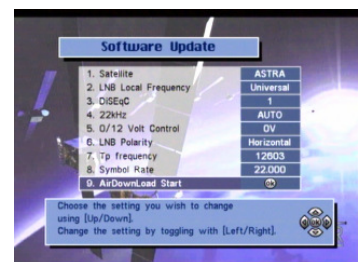 Software Update
1. Satellite ASTRA
2. LNB Local Frequency Universal
3. DiSEqC 1
4. 22kHz AUTO
5. 0/12 Volt Control 0V
6. LNB Polarity Horizontal
7. Tp frequency 12603
8. Symbol Rate 22.000
9. AirDownLoad Start OK
Choose the setting you wish to change
using [Up/Down].
Change the setting by toggling with [Left/Right].